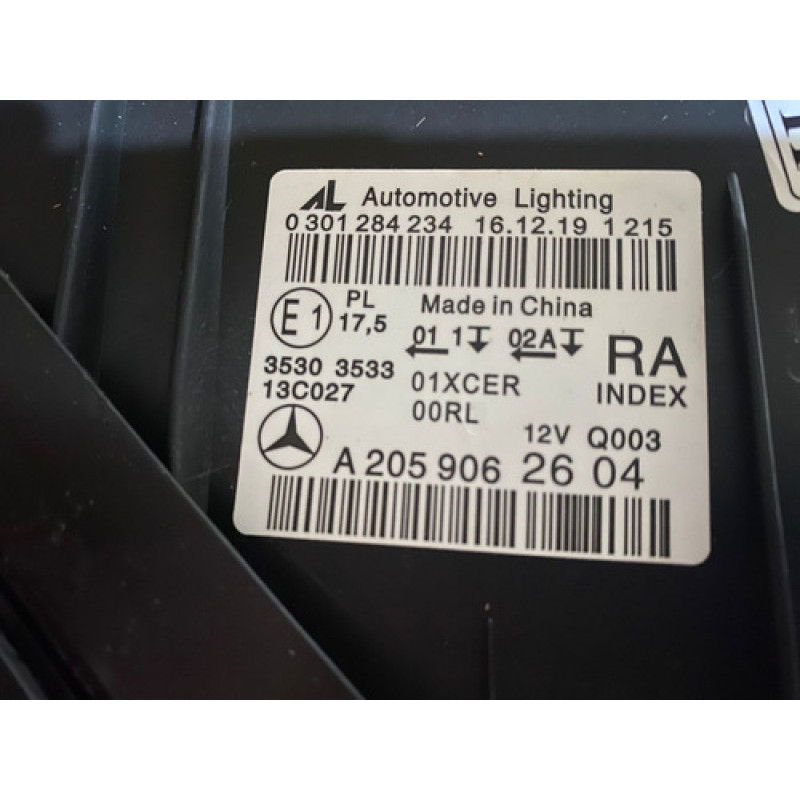 AL Automotive Lighting
0 301 284 234 16.12.19 1 215
E1 PL 17,5 Made in China
01 1 02A
RA
INDEX
3530 3533
13C027
01XCER
00RL
12V Q003
A 205 906 26 04